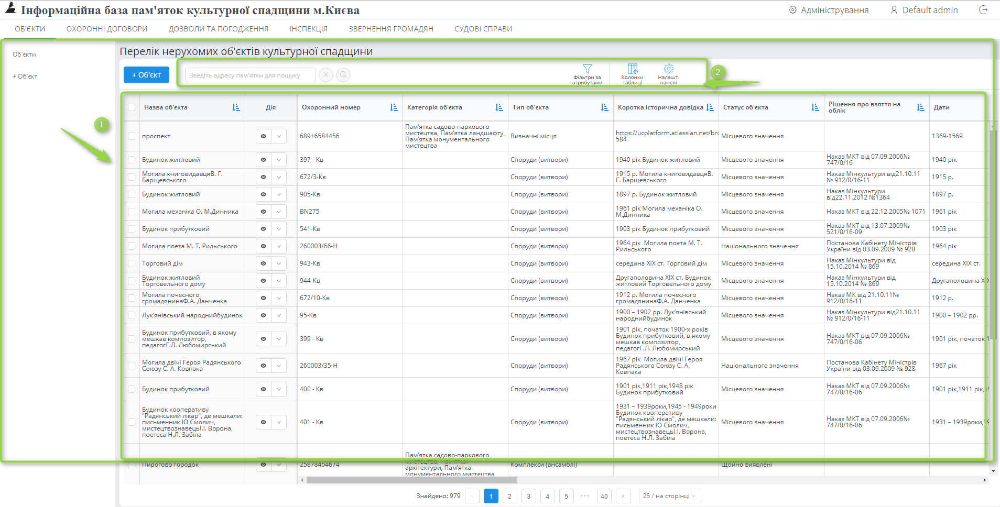 Інформаційна база пам'яток культурної спадщини м.Києва
Адміністрування
Default admin
ОБ'ЄКТИ
ОХОРОННІ ДОГОВОРИ
ДОЗВОЛИ ТА ПОГОДЖЕННЯ
ІНСПЕКЦІЯ
ЗВЕРНЕННЯ ГРОМАДЯН
СУДОВІ СПРАВИ
Об'єкти
+ Об'єкт
Перелік нерухомих об'єктів культурної спадщини
+ Об'єкт
Введіть адресу пам'ятки для пошуку
Фільтри за
атрибутами
Колонки
таблиці
Налашт.
панелі
2
1
Назва об'єкта
Дія
Охоронний номер
Категорія об'єкта
Тип об'єкта
Коротка історична довідка
Статус об'єкта
Рішення про взяття на
облік
Дати
проспект
689+6584456
Пам’ятка садово-паркового
мистецтва, Пам’ятка ландшафту,
Пам’ятка монументального
мистецтва
Визначні місця
https://ucplatform.atlassian.net/brc
584
Місцевого значення
1369-1569
Будинок житловий
397 - Кв
Споруди (витвори)
1940 рік Будинок житловий
Місцевого значення
Наказ МКТ від 07.09.2006№
747/0/16
1940 рік
Могила книговидавцяВ. Г.
Барщевського
672/3-Кв
Споруди (витвори)
1915 р. Могила книговидавцяВ.
Г. Барщевського
Місцевого значення
Наказ Мінкультури від21.10.11
№ 912/0/16-11
1915 р.
Будинок житловий
905-Кв
Споруди (витвори)
1897 р. Будинок житловий
Місцевого значення
Наказ Мінкультури
від22.11.2012 №1364
1897 р.
Могила механіка О. М.Динника
BN275
Споруди (витвори)
1961 рік Могила механіка О.
М.Динника
Місцевого значення
Наказ МКТ від 22.12.2005№ 1071
1961 рік
Будинок прибутковий
541-Кв
Споруди (витвори)
1903 рік Будинок прибутковий
Місцевого значення
Наказ МКТ від 13.07.2009№
521/0/16-09
1903 рік
Могила поета М. Т. Рильського
260003/66-Н
Споруди (витвори)
1964 рік  Могила поета М. Т.
Рильського
Національного значення
Постанова Кабінету Міністрів
України від 03.09.2009 № 928
1964 рік
Торговий дім
943-Кв
Споруди (витвори)
середина XIX ст. Торговий дім
Місцевого значення
Наказ Мінкультури від
15.10.2014 № 869
середина XIX ст.
Будинок житловий
Торговельного дому
944-Кв
Споруди (витвори)
Другаполовина XIX ст. Будинок
житловий Торговельного дому
Місцевого значення
Наказ Мінкультури від
15.10.2014 № 869
Другаполовина XIX
Могила почесного
громадянинаФ.А. Данченка
672/10-Кв
Споруди (витвори)
1912 р. Могила почесного
громадянинаФ.А. Данченка
Місцевого значення
Наказ МК від 21.10.11№
912/0/16-11
1912 р.
Лук’янівський народнийбудинок
95-Кв
Споруди (витвори)
1900 – 1902 рр. Лук’янівський
народнийбудинок
Місцевого значення
Наказ Мінкультури від21.10.11
№ 912/0/16-11
1900 – 1902 рр.
Будинок прибутковий, в якому
мешкав композитор,
педагогГ.Л. Любомирський
399 - Кв
Споруди (витвори)
1901 рік, початок 1900-х років
Будинок прибутковий, в якому
мешкав композитор,
педагогГ.Л. Любомирський
Місцевого значення
Наказ МКТ від 07.09.2006№
747/0/16-06
1901 рік, початок 1
Могила двічі Героя Радянського
Союзу С. А. Ковпака
260003/35-Н
Споруди (витвори)
1967 рік  Могила двічі Героя
Радянського Союзу С. А.
Ковпака
Національного значення
Постанова Кабінету Міністрів
України від 03.09.2009 № 928
1967 рік
Будинок прибутковий
400 - Кв
Споруди (витвори)
1901 рік,1911 рік,1948 рік
Будинок прибутковий
Місцевого значення
Наказ МКТ від 07.09.2006№
747/0/16-06
1901 рік,1911 рік,1
Будинок кооперативу
"Радянський лікар", де мешкали:
письменник Ю Смолич,
мистецтвознавецьІ.І. Ворона,
поетеса Н.Л. Забіла
401 - Кв
Споруди (витвори)
1931 – 1939роки,1945 - 1949роки
Будинок кооперативу
"Радянський лікар", де мешкали:
письменник Ю Смолич,
мистецтвознавецьІ.І. Ворона,
поетеса Н.Л. Забіла
Місцевого значення
Наказ МКТ від 07.09.2006№
747/0/16-06
1931 – 1939роки,19
Пирогово городок
25878454674
Пам’ятка садово-паркового
мистецтва, Пам’ятки
архітектури, Пам’ятка
монументального мистецтва
Комплекси (ансамблі)
Щойно виявлені
Знайдено: 979
1
2
3
4
5
•••
40
25 / на сторінці